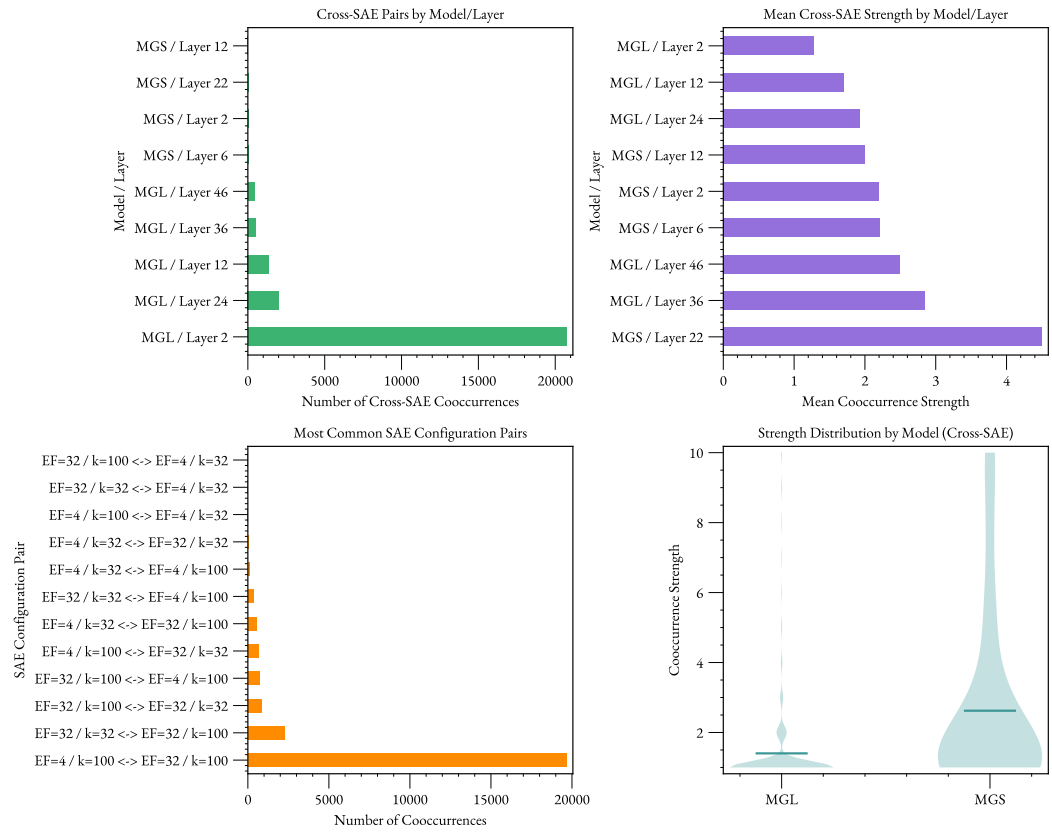 Cross-SAE Pairs by Model/Layer
Model / Layer
MGS / Layer 12
MGS / Layer 22
MGS / Layer 2
MGS / Layer 6
MGL / Layer 46
MGL / Layer 36
MGL / Layer 12
MGL / Layer 24
MGL / Layer 2
0 5000 10000 15000 20000
Number of Cross-SAE Cooccurrences
Mean Cross-SAE Strength by Model/Layer
Model / Layer
MGL / Layer 2
MGL / Layer 12
MGL / Layer 24
MGS / Layer 12
MGS / Layer 2
MGS / Layer 6
MGL / Layer 46
MGL / Layer 36
MGS / Layer 22
0 1 2 3 4
Mean Cooccurrence Strength
Most Common SAE Configuration Pairs
SAE Configuration Pair
EF=32 / k=100 <-> EF=4 / k=32
EF=32 / k=32 <-> EF=4 / k=32
EF=4 / k=100 <-> EF=4 / k=32
EF=4 / k=32 <-> EF=32 / k=32
EF=4 / k=32 <-> EF=4 / k=100
EF=32 / k=32 <-> EF=4 / k=100
EF=4 / k=32 <-> EF=32 / k=100
EF=4 / k=100 <-> EF=32 / k=32
EF=32 / k=100 <-> EF=4 / k=100
EF=32 / k=100 <-> EF=32 / k=32
EF=32 / k=32 <-> EF=32 / k=100
EF=4 / k=100 <-> EF=32 / k=100
0 5000 10000 15000 20000
Number of Cooccurrences
Strength Distribution by Model (Cross-SAE)
Cooccurrence Strength
10
8
6
4
2
MGL MGS